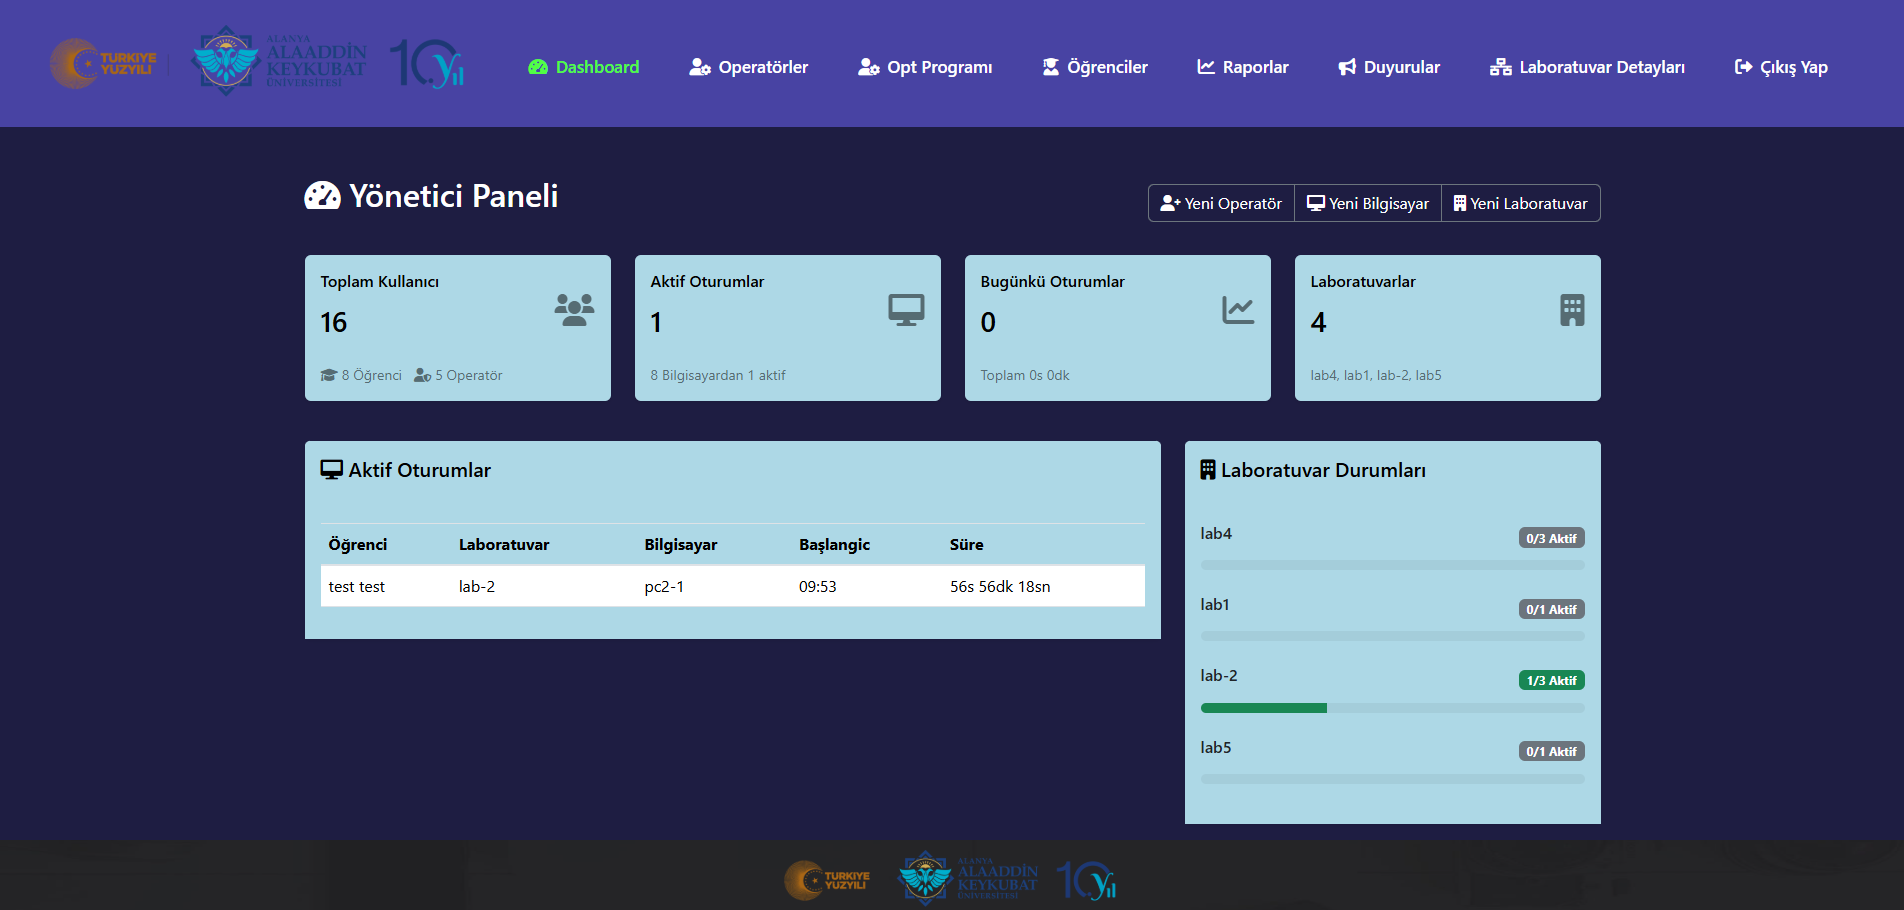 TÜRKİYE
YÜZYILI
ALANYA
ALAADDİN
KEYKUBAT
ÜNİVERSİTESİ
10.yıl
Dashboard
Operatörler
Opt Programı
Öğrenciler
Raporlar
Duyurular
Laboratuvar Detayları
Çıkış Yap
Yönetici Paneli
Yeni Operatör
Yeni Bilgisayar
Yeni Laboratuvar
Toplam Kullanıcı
16
8 Öğrenci 5 Operatör
Aktif Oturumlar
1
8 Bilgisayardan 1 aktif
Bugünkü Oturumlar
0
Toplam 0s 0dk
Laboratuvarlar
4
lab4, lab1, lab-2, lab5
Aktif Oturumlar
Öğrenci Laboratuvar Bilgisayar Başlangic Süre
test test lab-2 pc2-1 09:53 56s 56dk 18sn
Laboratuvar Durumları
lab4 0/3 Aktif
lab1 0/1 Aktif
lab-2 1/3 Aktif
lab5 0/1 Aktif
TÜRKİYE
YÜZYILI
ALANYA
ALAADDİN
KEYKUBAT
ÜNİVERSİTESİ
10.yıl